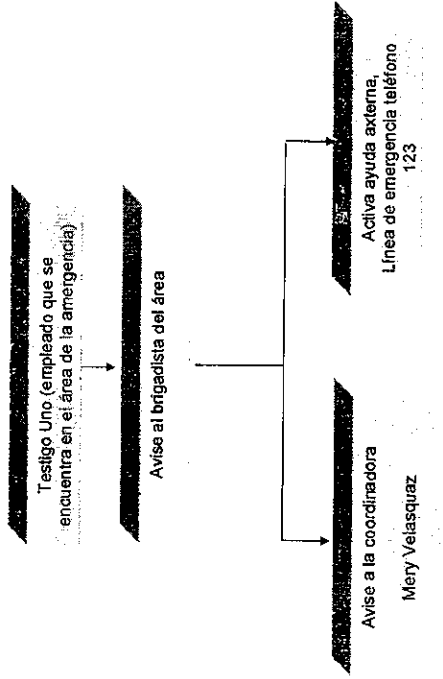 Testigo Uno (empleado que se
encuentra en el área de la amergencia)
Avise al brigadista del área
Avise a la coordinadora
Mery Velasquaz
Activa ayuda axterna,
Línea de emergencia teléfono
123